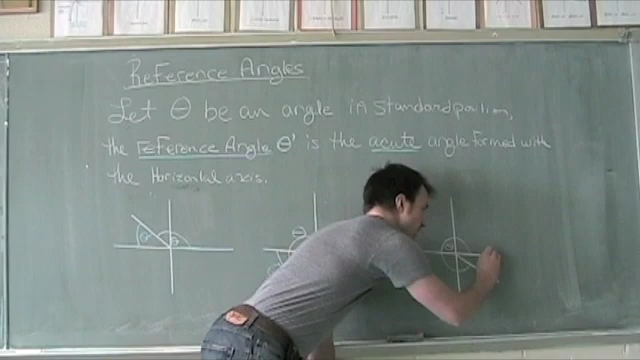 Reference Angles
Let θ be an angle in standard position,
the reference Angle θ' is the acute angle formed with
the Horizontal axis.
θ' θ
θ
θ